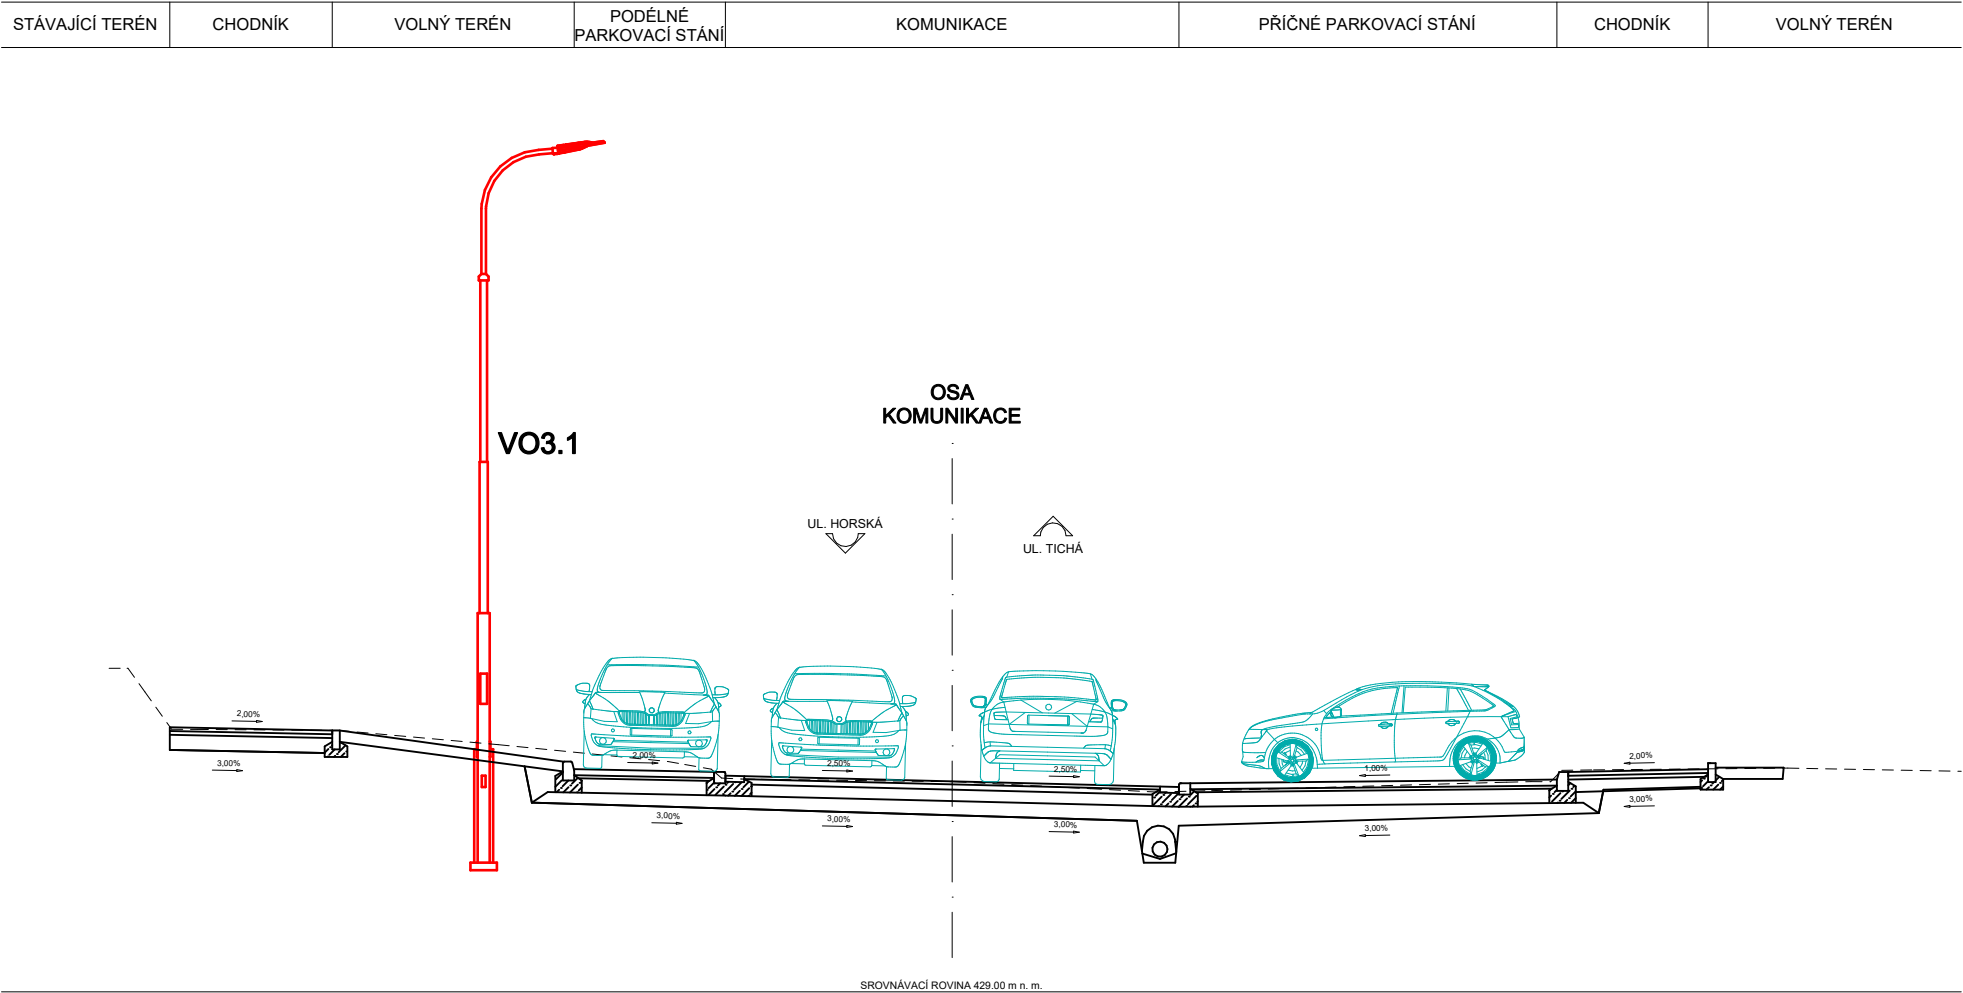 STÁVAJÍCÍ TERÉN
CHODNÍK
VOLNÝ TERÉN
PODÉLNÉ
PARKOVACÍ STÁNÍ
KOMUNIKACE
PŘÍČNÉ PARKOVACÍ STÁNÍ
CHODNÍK
VOLNÝ TERÉN
OSA
KOMUNIKACE
VO3.1
UL. HORSKÁ
UL. TICHÁ
2,00%
3,00%
2,00%
2,50%
2,50%
1,00%
2,00%
3,00%
3,00%
3,00%
3,00%
3,00%
SROVNÁVACÍ ROVINA 429.00 m n. m.